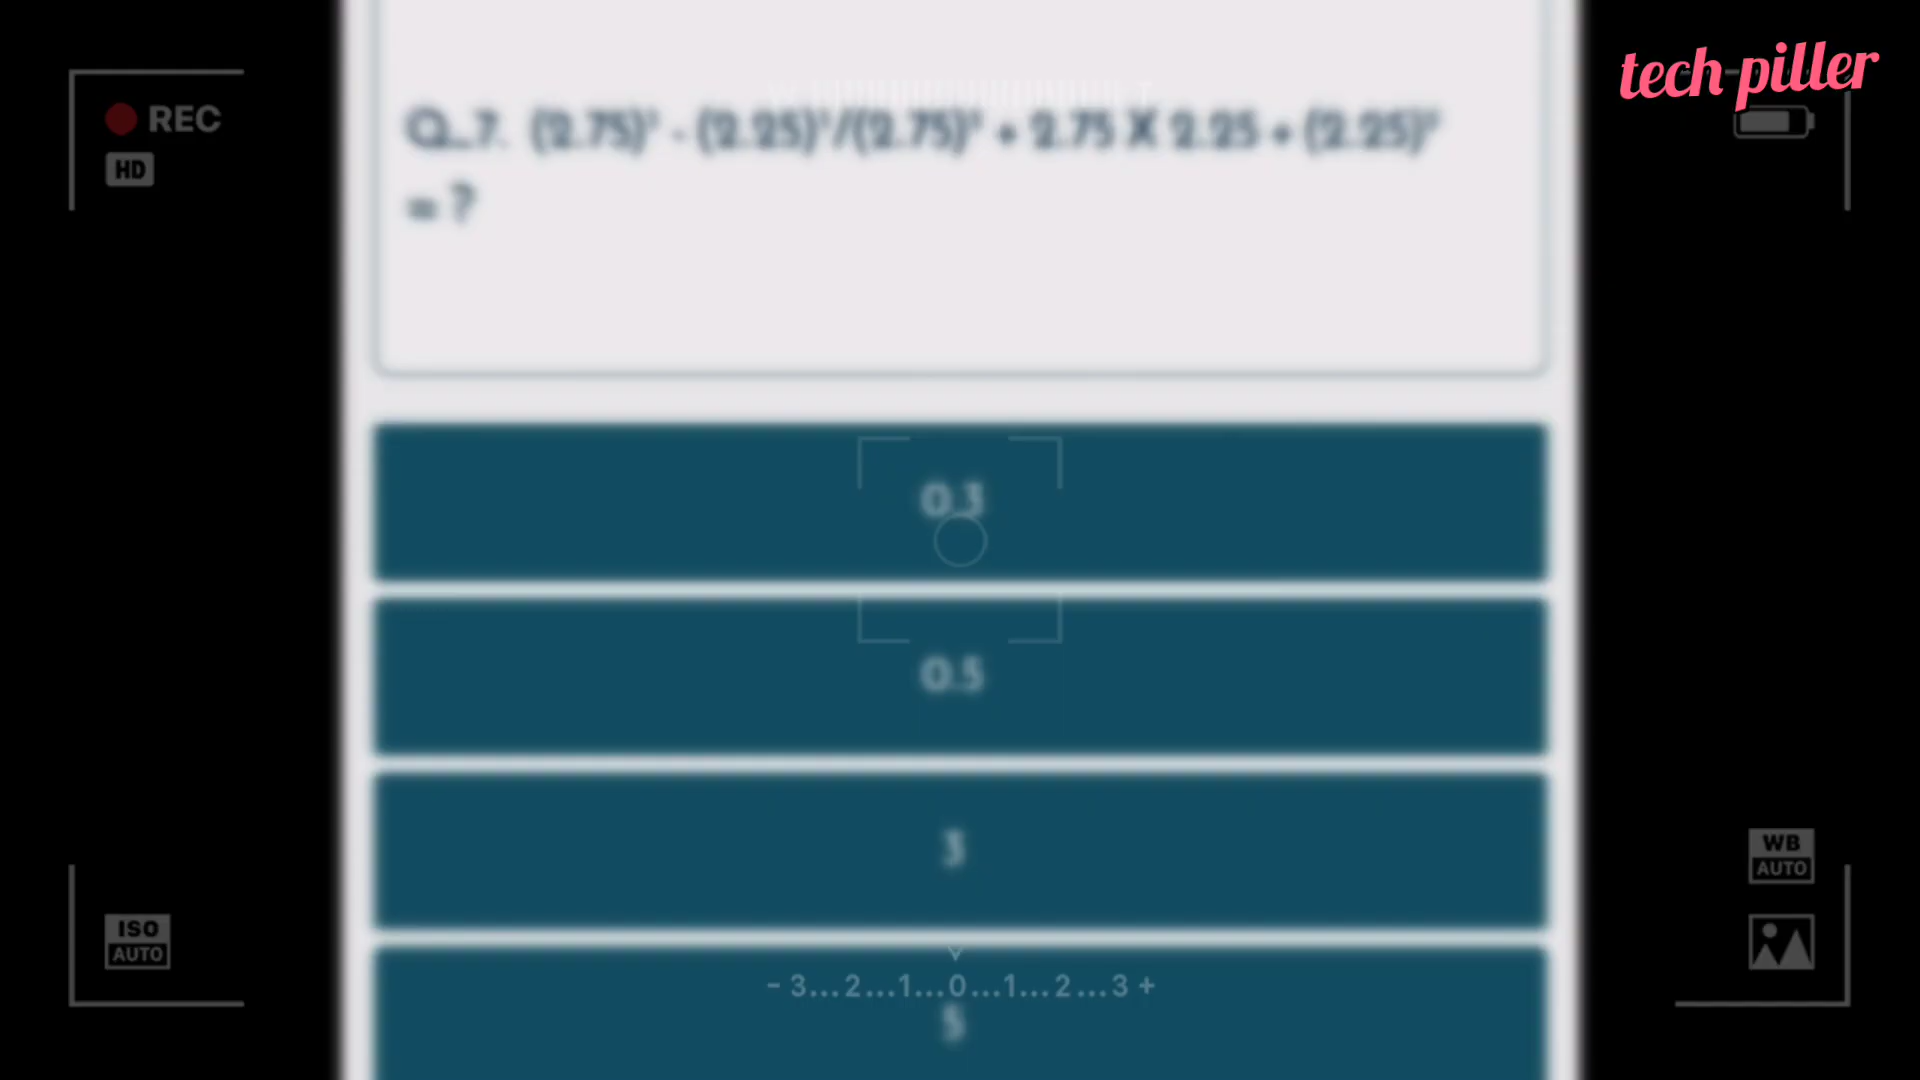 tech piller
REC
HD
Q..7. (2.75)³ - (2.25)³/(2.75)² + 2.75 X 2.25 + (2.25)²
= ?
0.3
0.5
3
- 3...2...1...0...1...2...3 +
5
WB
AUTO
ISO
AUTO